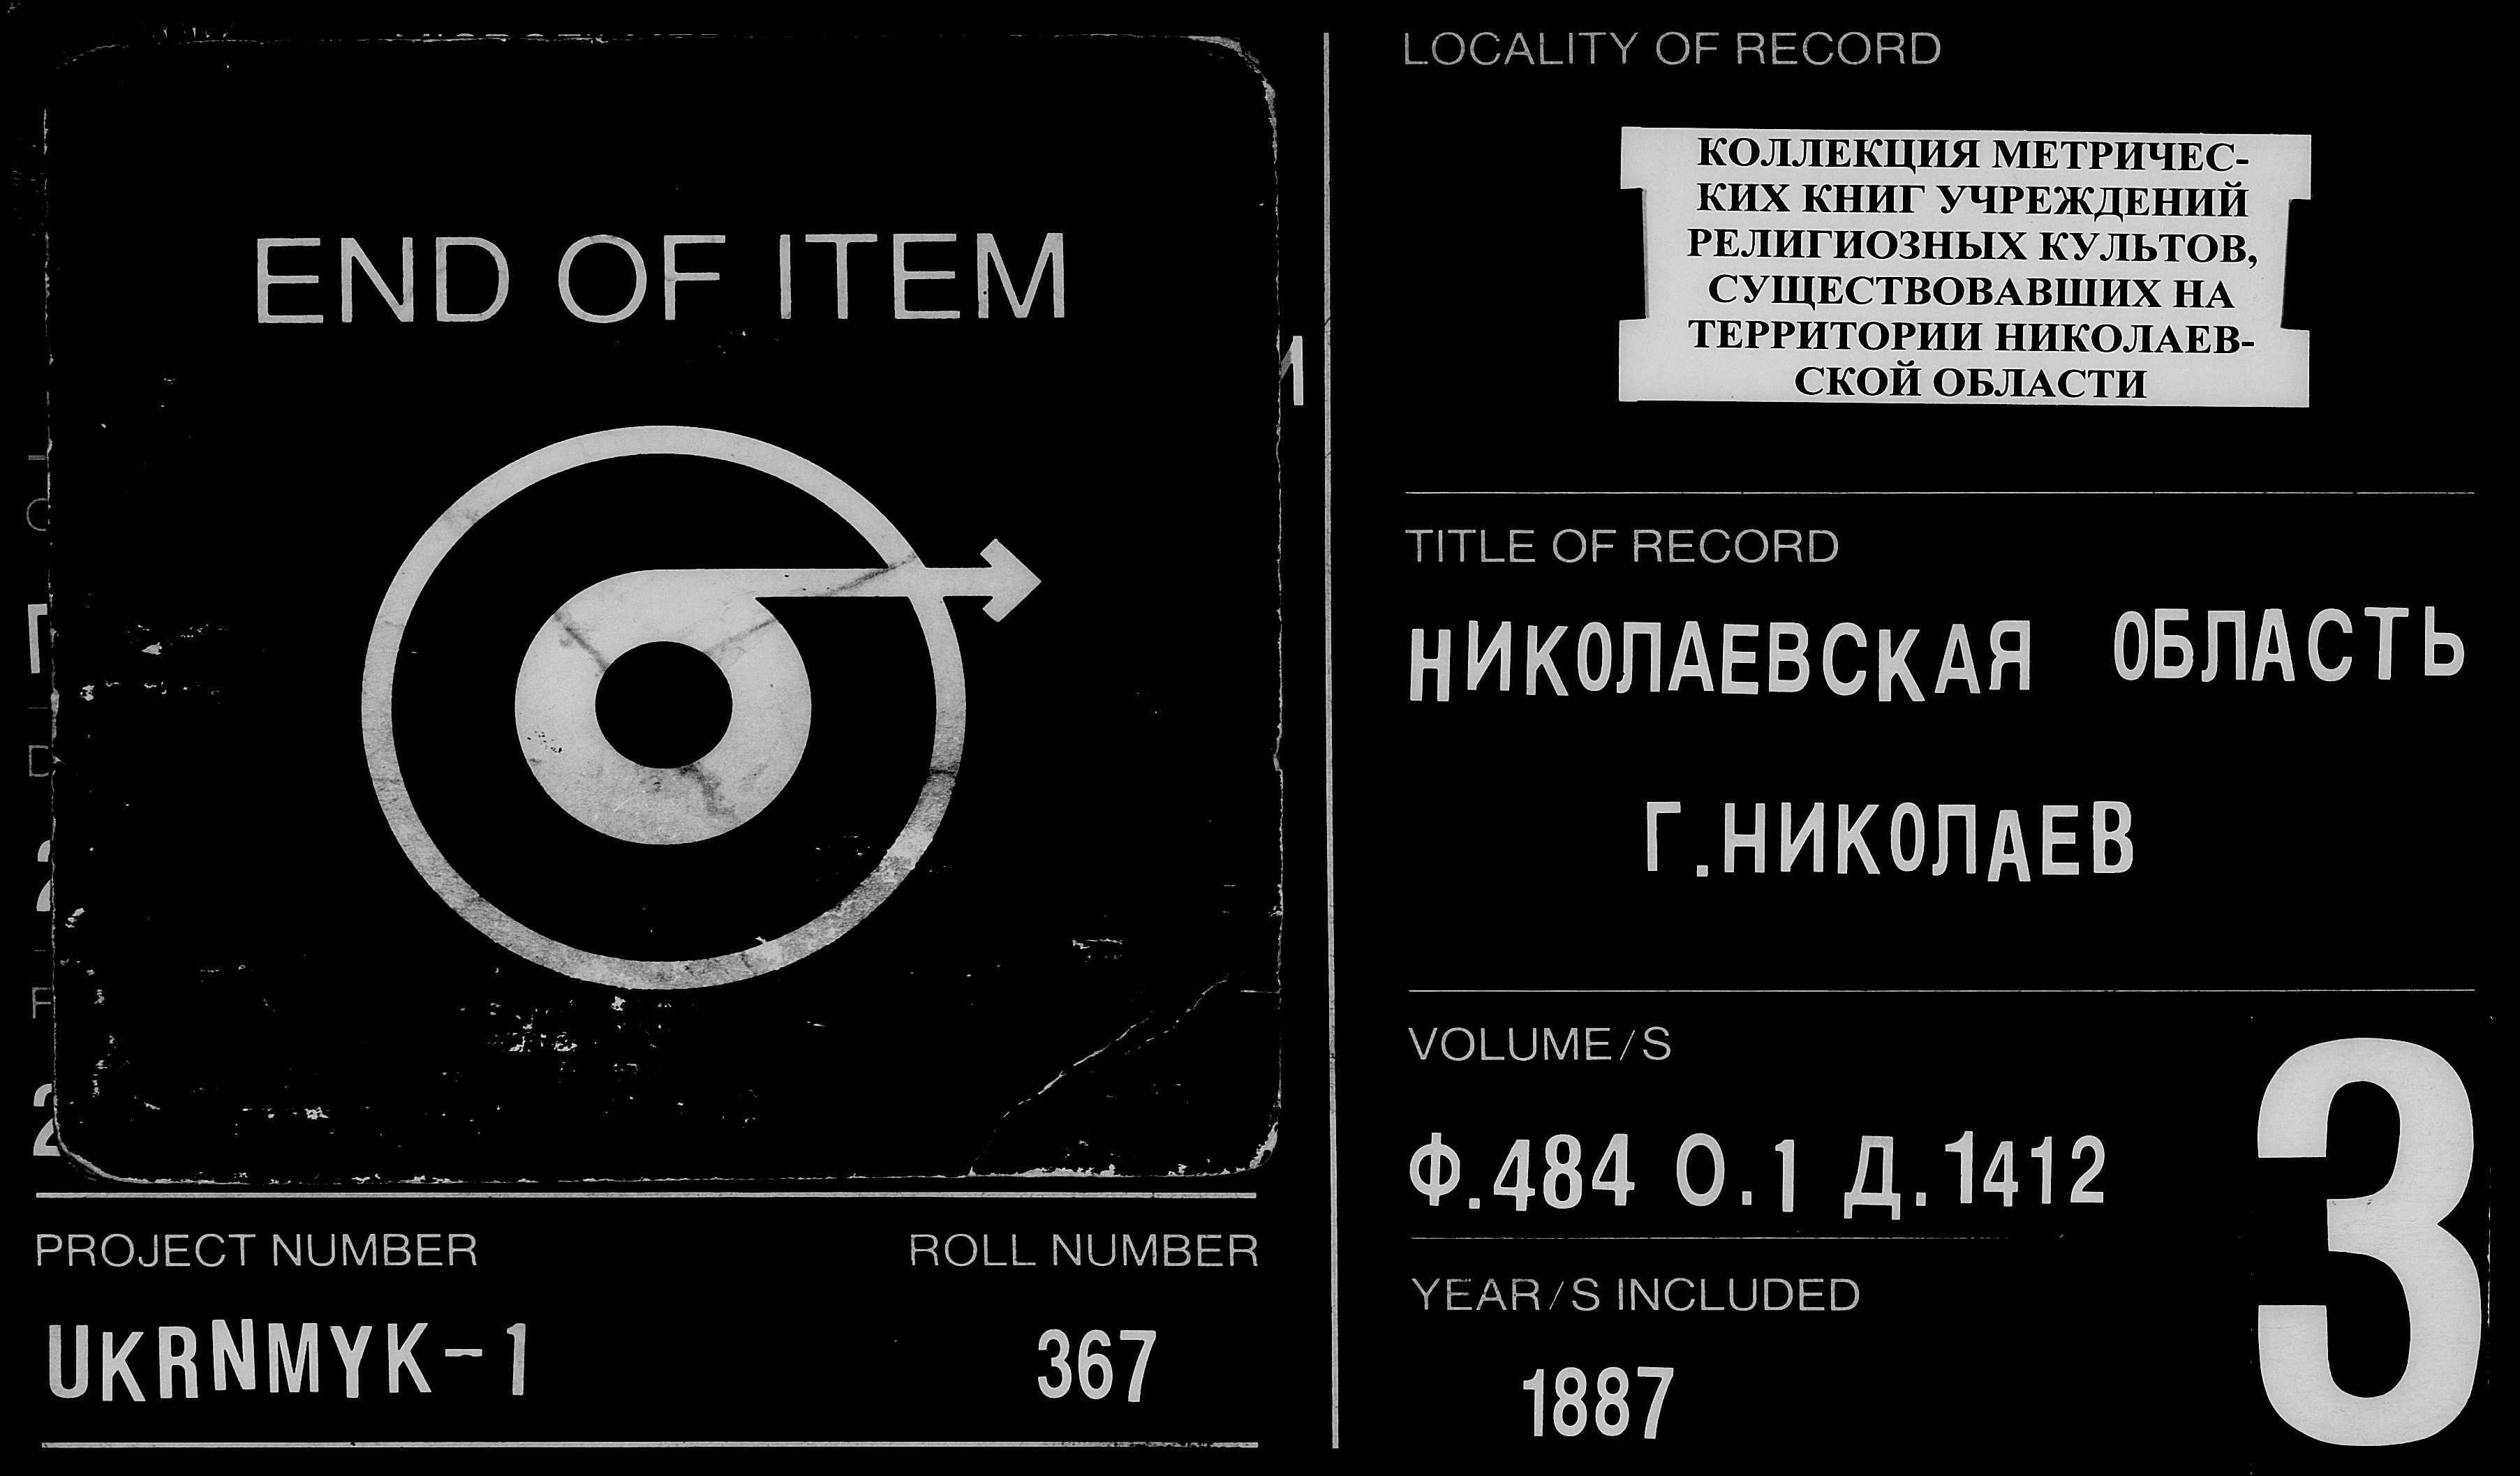 END OF ITEM
PROJECT NUMBER
ROLL NUMBER
UKRNMYK-1
367
LOCALITY OF RECORD
КОЛЛЕКЦИЯ МЕТРИЧЕС-
КИХ КНИГ УЧРЕЖДЕНИЙ
РЕЛИГИОЗНЫХ КУЛЬТОВ,
СУЩЕСТВОВАВШИХ НА
ТЕРРИТОРИИ НИКОЛАЕВ-
СКОЙ ОБЛАСТИ
TITLE OF RECORD
НИКОЛАЕВСКАЯ ОБЛАСТЬ
Г.НИКОЛАЕВ
VOLUME/S
Ф.484 О.1 Д.1412
YEAR/S INCLUDED
1887
3